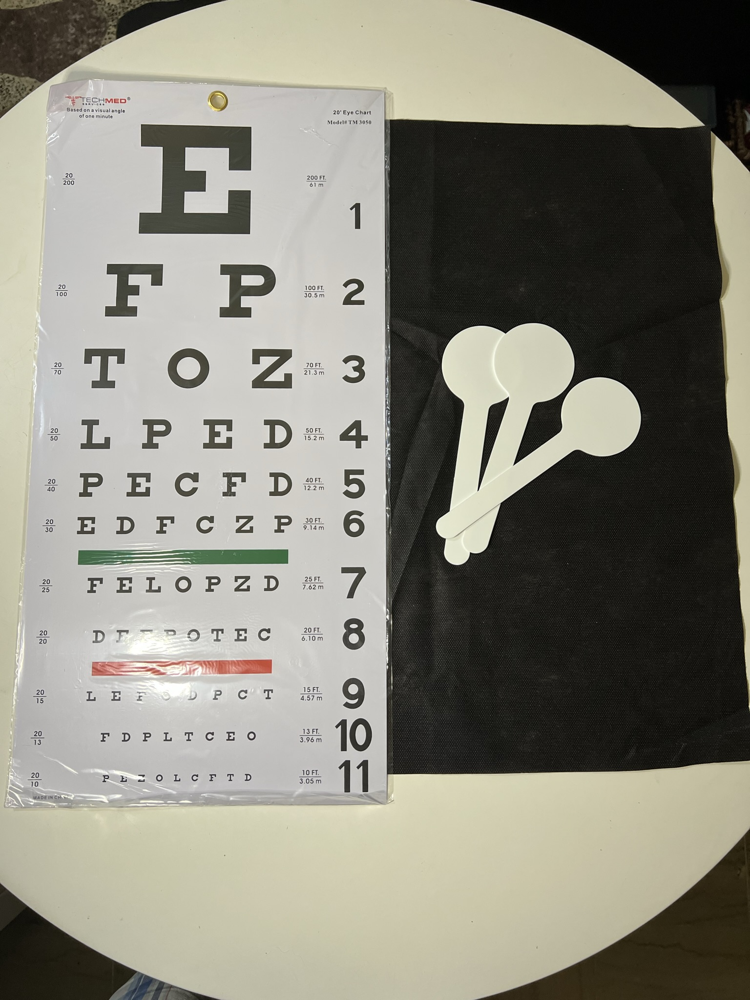 TECHMED®
SERVICES
Based on a visual angle
of one minute
20' Eye Chart
Model# TM 3050
E
20
200
200 FT.
61 m
1
F P
20
100
100 FT.
30.5 m
2
T O Z
20
70
70 FT.
21.3 m
3
L P E D
20
50
50 FT.
15.2 m
4
P E C F D
20
40
40 FT.
12.2 m
5
E D F C Z P
20
30
30 FT.
9.14 m
6
F E L O P Z D
20
25
25 FT.
7.62 m
7
D E F P O T E C
20
20
20 FT.
6.10 m
8
L E F O D P C T
20
15
15 FT.
4.57 m
9
F D P L T C E O
20
13
13 FT.
3.96 m
10
P E Z O L C F T D
20
10
10 FT.
3.05 m
11
MADE IN